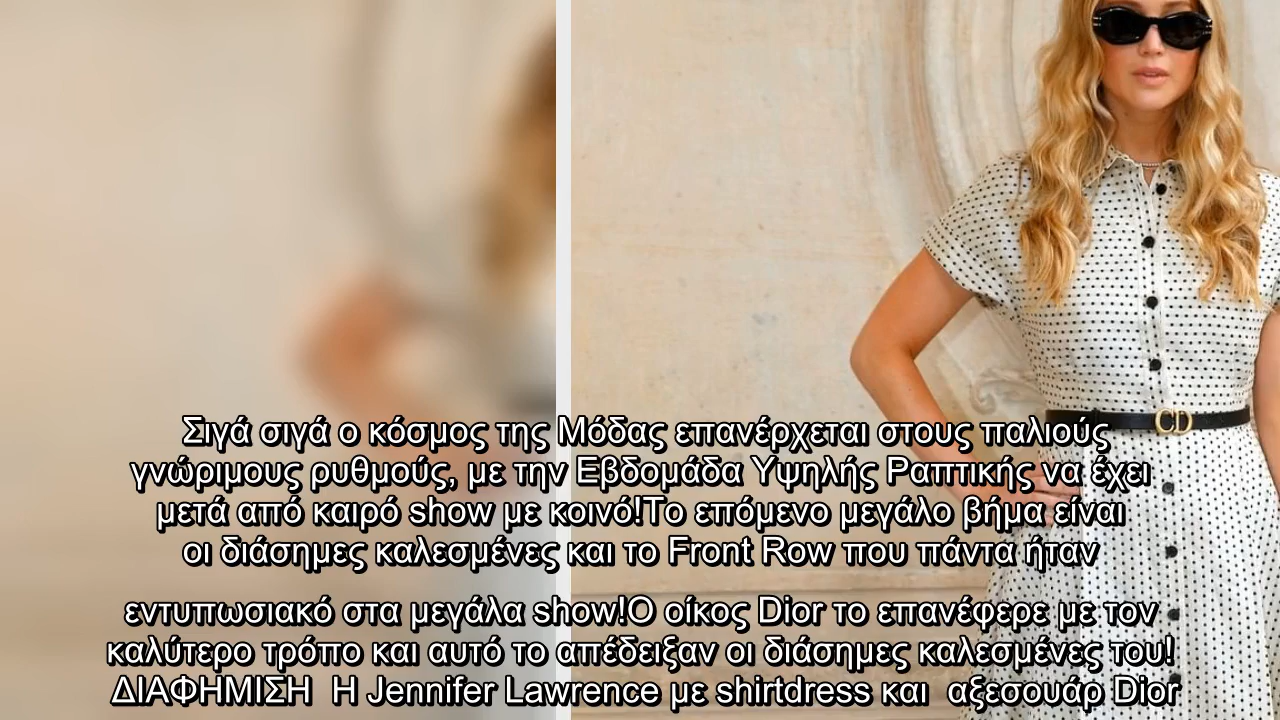 Σιγά σιγά ο κόσμος της Μόδας επανέρχεται στους παλιούς
γνώριμους ρυθμούς, με την Εβδομάδα Υψηλής Ραπτικής να έχει
μετά από καιρό show με κοινό!Το επόμενο μεγάλο βήμα είναι
οι διάσημες καλεσμένες και το Front Row που πάντα ήταν
εντυπωσιακό στα μεγάλα show!Ο οίκος Dior το επανέφερε με τον
καλύτερο τρόπο και αυτό το απέδειξαν οι διάσημες καλεσμένες του!
ΔΙΑΦΗΜΙΣΗ  Η Jennifer Lawrence με shirtdress και  αξεσουάρ Dior
CD